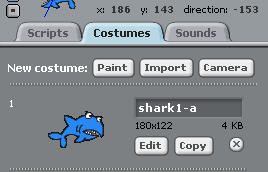 x: 186 y: 143 direction: -153
Scripts Costumes Sounds
New costume: Paint Import Camera
1
shark1-a
180x122 4 KB
Edit Copy